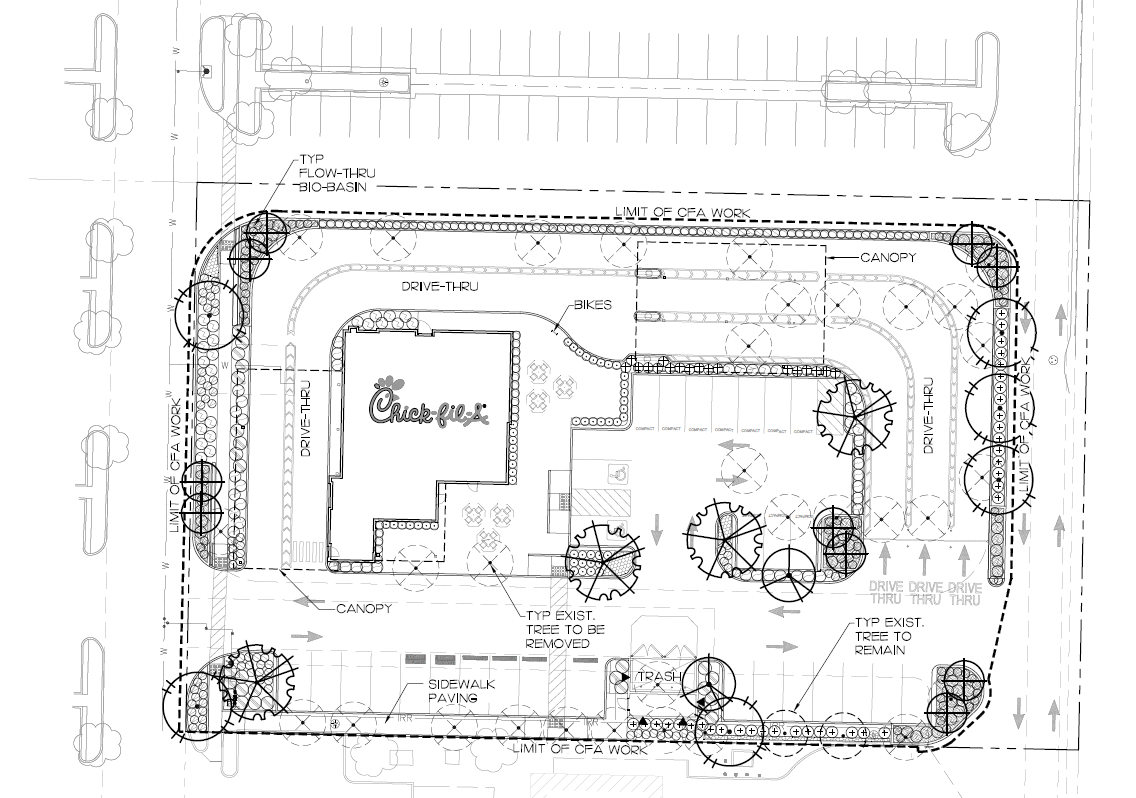 W
TYP
FLOW-THRU
BIO-BASIN
W
W
LIMIT OF CFA WORK
CANOPY
DRIVE-THRU
BIKES
W
Chick-fil-A
DRIVE-THRU
DRIVE-THRU
LIMIT OF CFA WORK
LIMIT OF CFA WORK
COMPACT COMPACT COMPACT COMPACT COMPACT COMPACT COMPACT
W
W
DRIVE THRU
DRIVE THRU
DRIVE THRU
CANOPY
TYP EXIST.
TREE TO BE
REMOVED
TYP EXIST.
TREE TO
REMAIN
W
TRASH
SIDEWALK
PAVING
IRR
IRR
LIMIT OF CFA WORK